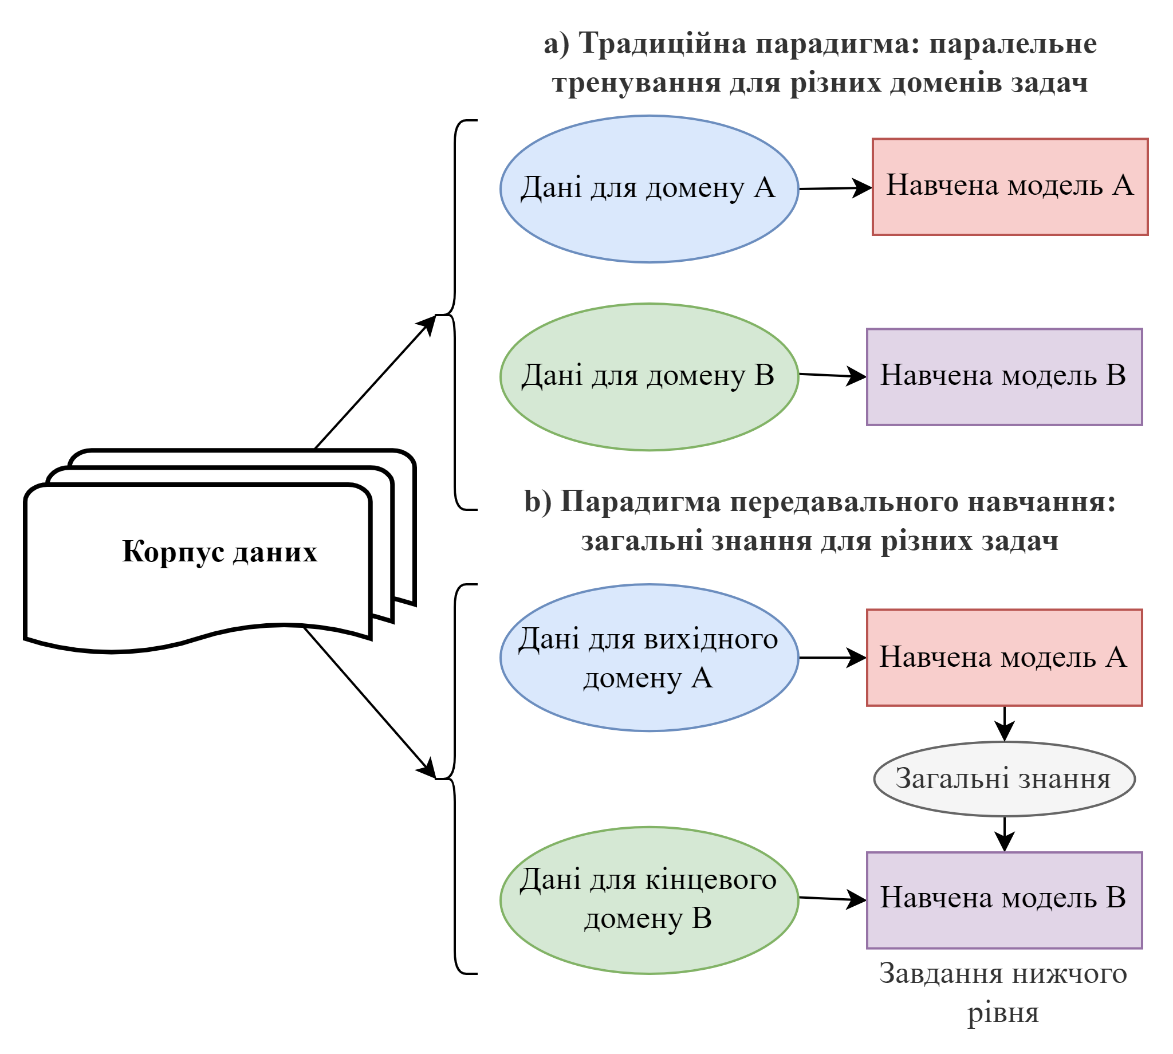 а) Традиційна парадигма: паралельне
тренування для різних доменів задач
Дані для домену А
Навчена модель А
Дані для домену В
Навчена модель В
Корпус даних
b) Парадигма передавального навчання:
загальні знання для різних задач
Дані для вихідного
домену А
Навчена модель А
Загальні знання
Дані для кінцевого
домену В
Навчена модель В
Завдання нижчого
рівня